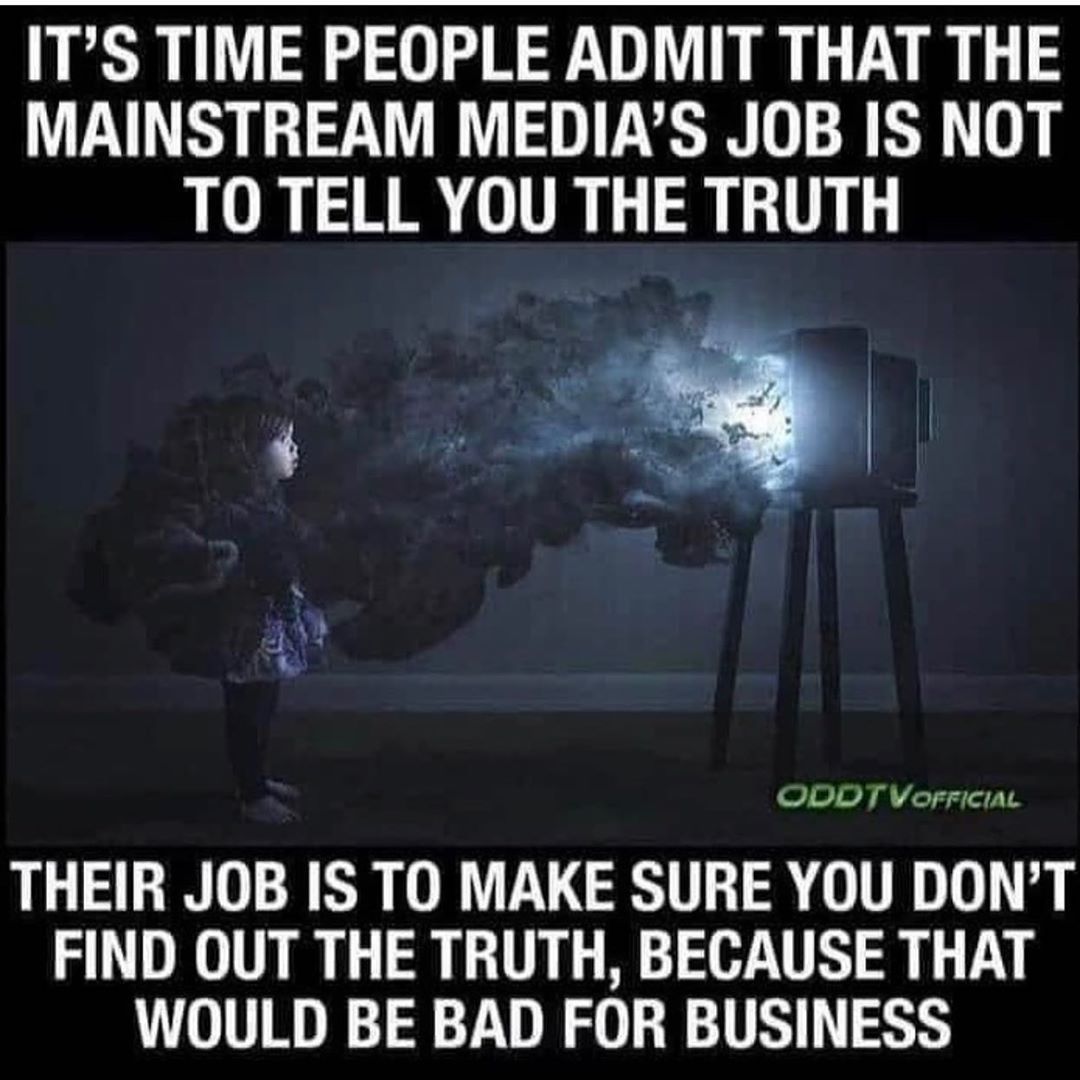 IT'S TIME PEOPLE ADMIT THAT THE
MAINSTREAM MEDIA'S JOB IS NOT
TO TELL YOU THE TRUTH
ODDTVOFFICIAL
THEIR JOB IS TO MAKE SURE YOU DON'T
FIND OUT THE TRUTH, BECAUSE THAT
WOULD BE BAD FOR BUSINESS